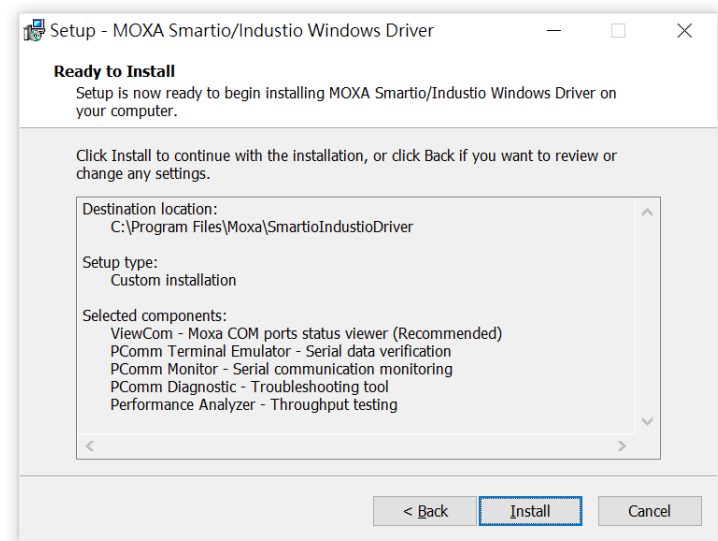 Setup - MOXA Smartio/Industio Windows Driver
Ready to Install
Setup is now ready to begin installing MOXA Smartio/Industio Windows Driver on
your computer.
Click Install to continue with the installation, or click Back if you want to review or
change any settings.
Destination location:
C:\Program Files\Moxa\SmartioIndustioDriver
Setup type:
Custom installation
Selected components:
ViewCom - Moxa COM ports status viewer (Recommended)
PComm Terminal Emulator - Serial data verification
PComm Monitor - Serial communication monitoring
PComm Diagnostic - Troubleshooting tool
Performance Analyzer - Throughput testing
< Back Install Cancel